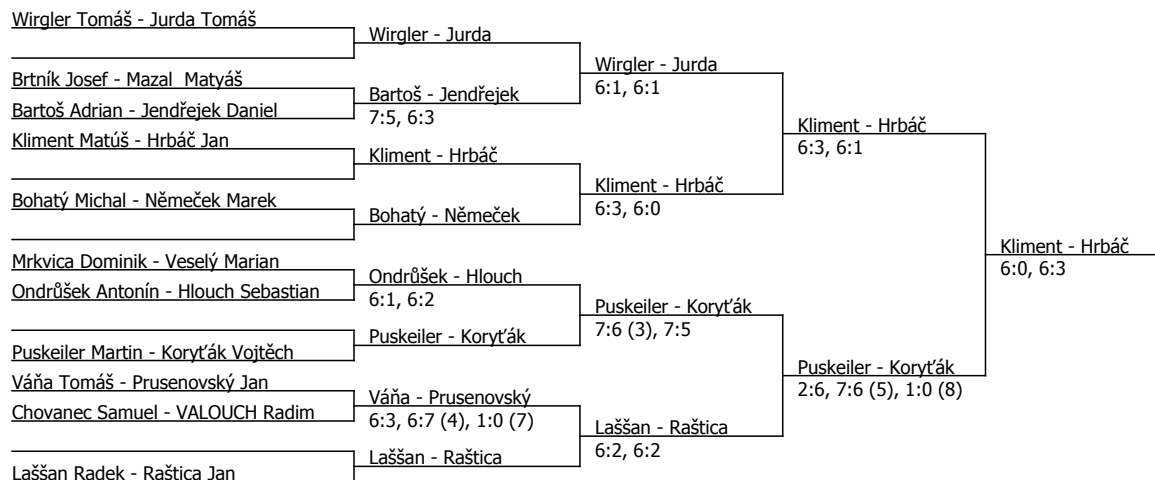 Wirgler Tomáš - Jurda Tomáš
Brtník Josef - Mazal  Matyáš
Bartoš Adrian - Jendřejek Daniel
Kliment Matúš - Hrbáč Jan
Bohatý Michal - Němeček Marek
Mrkvica Dominik - Veselý Marian
Ondrůšek Antonín - Hlouch Sebastian
Puskeiler Martin - Koryťák Vojtěch
Váňa Tomáš - Prusenovský Jan
Chovanec Samuel - VALOUCH Radim
Laššan Radek - Raštica Jan
Wirgler - Jurda
Bartoš - Jendřejek
7:5, 6:3
Kliment - Hrbáč
Bohatý - Němeček
Ondrůšek - Hlouch
6:1, 6:2
Puskeiler - Koryťák
Váňa - Prusenovský
6:3, 6:7 (4), 1:0 (7)
Laššan - Raštica
Wirgler - Jurda
6:1, 6:1
Kliment - Hrbáč
6:3, 6:0
Puskeiler - Koryťák
7:6 (3), 7:5
Laššan - Raštica
6:2, 6:2
Kliment - Hrbáč
6:3, 6:1
Puskeiler - Koryťák
2:6, 7:6 (5), 1:0 (8)
Kliment - Hrbáč
6:0, 6:3